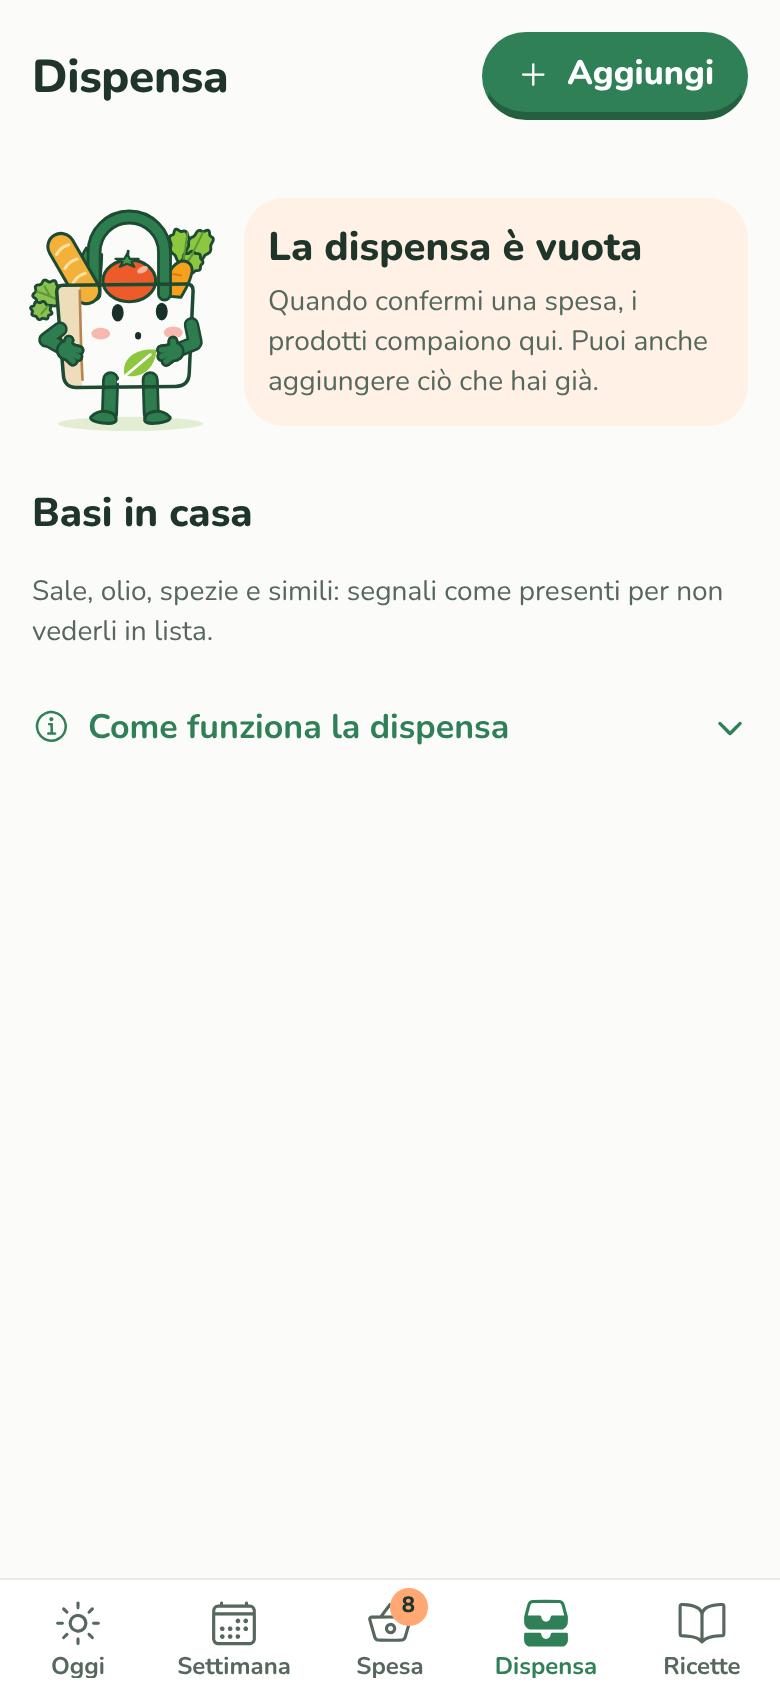 Dispensa
Aggiungi
La dispensa è vuota
Quando confermi una spesa, i
prodotti compaiono qui. Puoi anche
aggiungere ciò che hai già.
Basi in casa
Sale, olio, spezie e simili: segnali come presenti per non
vederli in lista.
Come funziona la dispensa
8
Oggi
Settimana
Spesa
Dispensa
Ricette